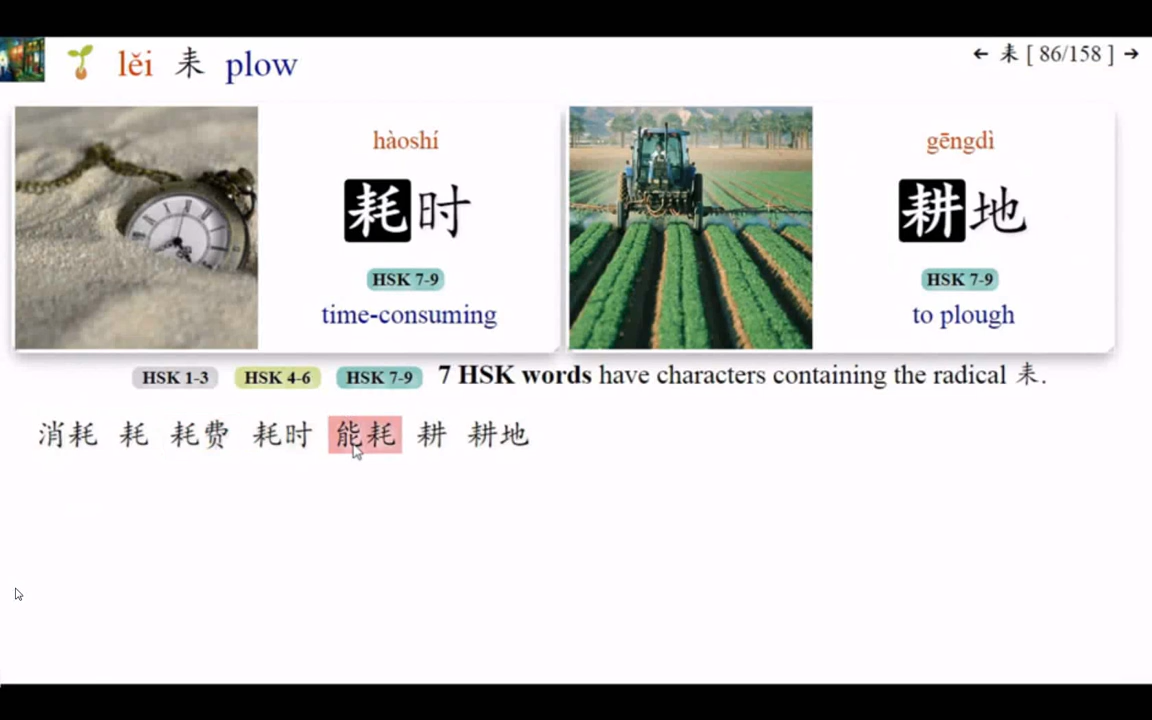 lěi 耒 plow
← 耒 [ 86/158 ] →
hàoshí
耗时
HSK 7-9
time-consuming
gēngdì
耕地
HSK 7-9
to plough
HSK 1-3 HSK 4-6 HSK 7-9 7 HSK words have characters containing the radical 耒.
消耗 耗 耗费 耗时 能耗 耕 耕地